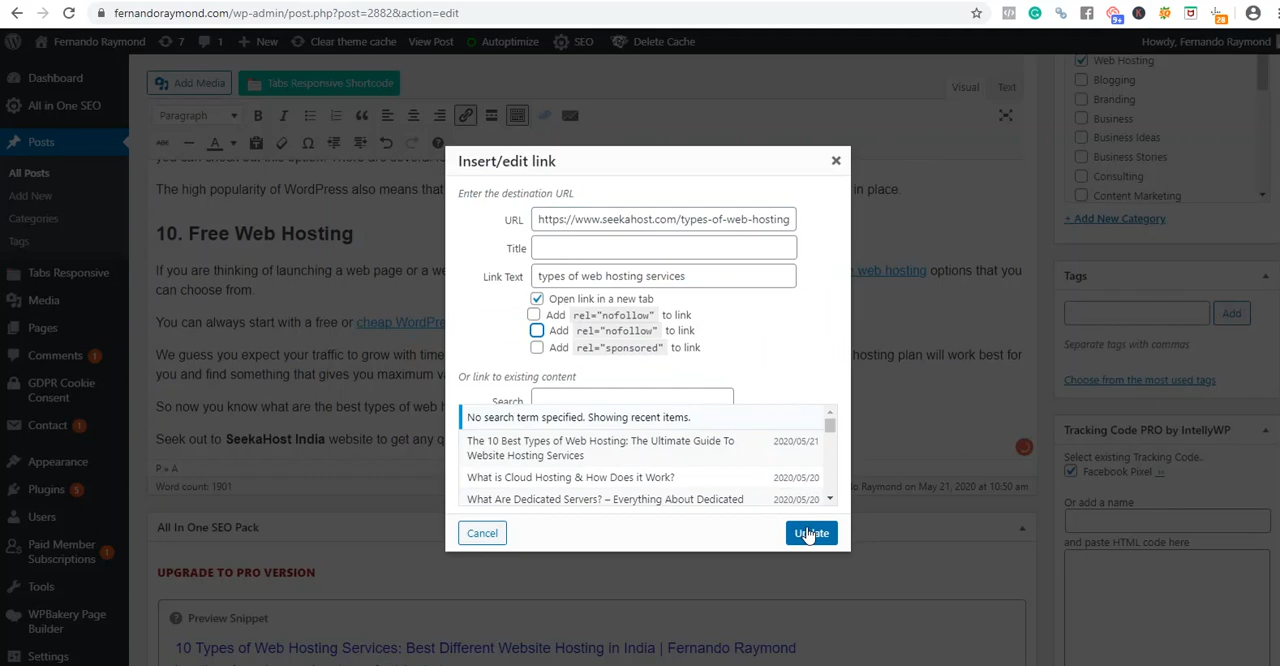 fernandoraymond.com/wp-admin/post.php?post=2882&action=edit
9+
28
Fernando Raymond
7
1
New
Clear theme cache
View Post
Autoptimize
SEO
Delete Cache
Howdy, Fernando Raymond
Dashboard
All in One SEO
Posts
All Posts
Add New
Categories
Tags
Tabs Responsive
Media
Pages
Comments 1
GDPR Cookie
Consent
Contact 1
Appearance
Plugins 5
Users
Paid Member
Subscriptions 1
Tools
WPBakery Page
Builder
Settings
Add Media
Tabs Responsive Shortcode
Visual
Text
Paragraph
The high popularity of WordPress also means that
in place.
10. Free Web Hosting
If you are thinking of launching a web page or a we
web hosting options that you
can choose from.
You can always start with a free or cheap WordPre
We guess you expect your traffic to grow with time
hosting plan will work best for
you and find something that gives you maximum va
So now you know what are the best types of web h
Seek out to SeekaHost India website to get any q
P » A
Word count: 1901
do Raymond on May 21, 2020 at 10:50 am
All In One SEO Pack
UPGRADE TO PRO VERSION
Preview Snippet
10 Types of Web Hosting Services: Best Different Website Hosting in India | Fernando Raymond
Insert/edit link
Enter the destination URL
URL
https://www.seekahost.com/types-of-web-hosting
Title
Link Text
types of web hosting services
Open link in a new tab
Add rel="nofollow" to link
Add rel="nofollow" to link
Add rel="sponsored" to link
Or link to existing content
Search
No search term specified. Showing recent items.
The 10 Best Types of Web Hosting: The Ultimate Guide To
Website Hosting Services
2020/05/21
What is Cloud Hosting & How Does it Work?
2020/05/20
What Are Dedicated Servers? – Everything About Dedicated
2020/05/20
Cancel
Update
Web Hosting
Blogging
Branding
Business
Business Ideas
Business Stories
Consulting
Content Marketing
+ Add New Category
Tags
Add
Separate tags with commas
Choose from the most used tags
Tracking Code PRO by IntellyWP
Select existing Tracking Code..
Facebook Pixel ››
Or add a name
and paste HTML code here